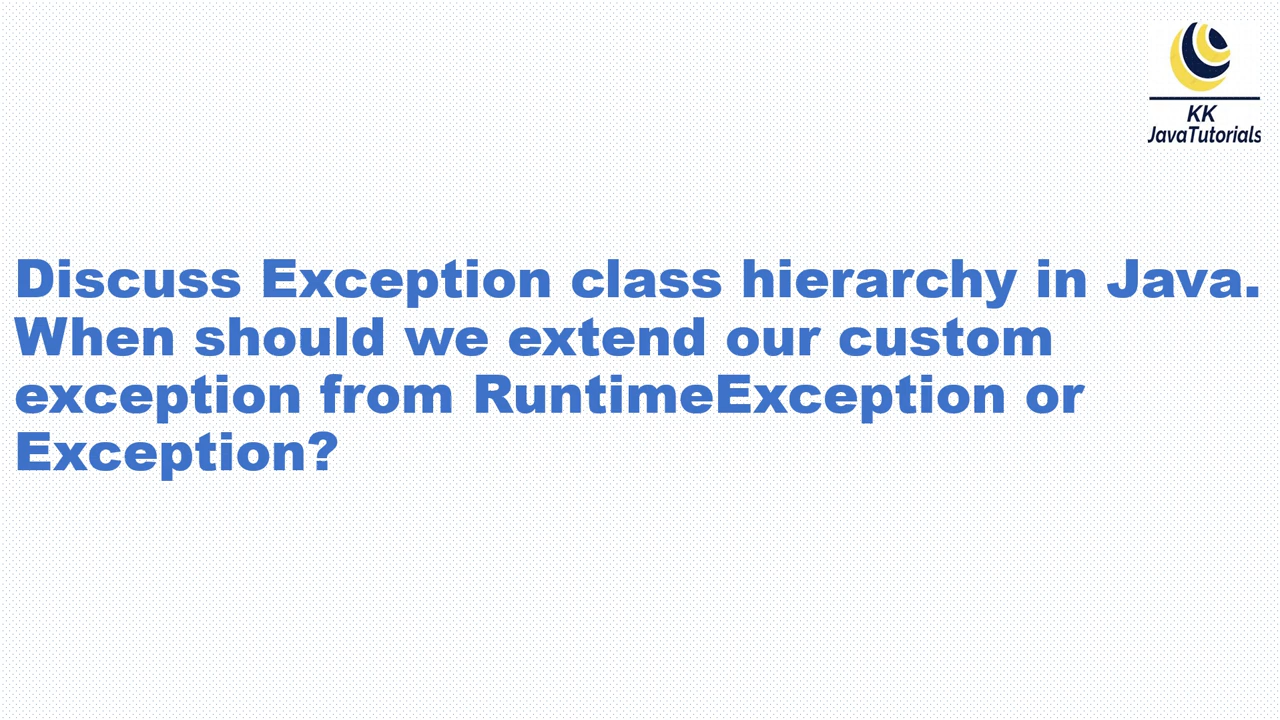 KK
JavaTutorials
Discuss Exception class hierarchy in Java.
When should we extend our custom
exception from RuntimeException or
Exception?